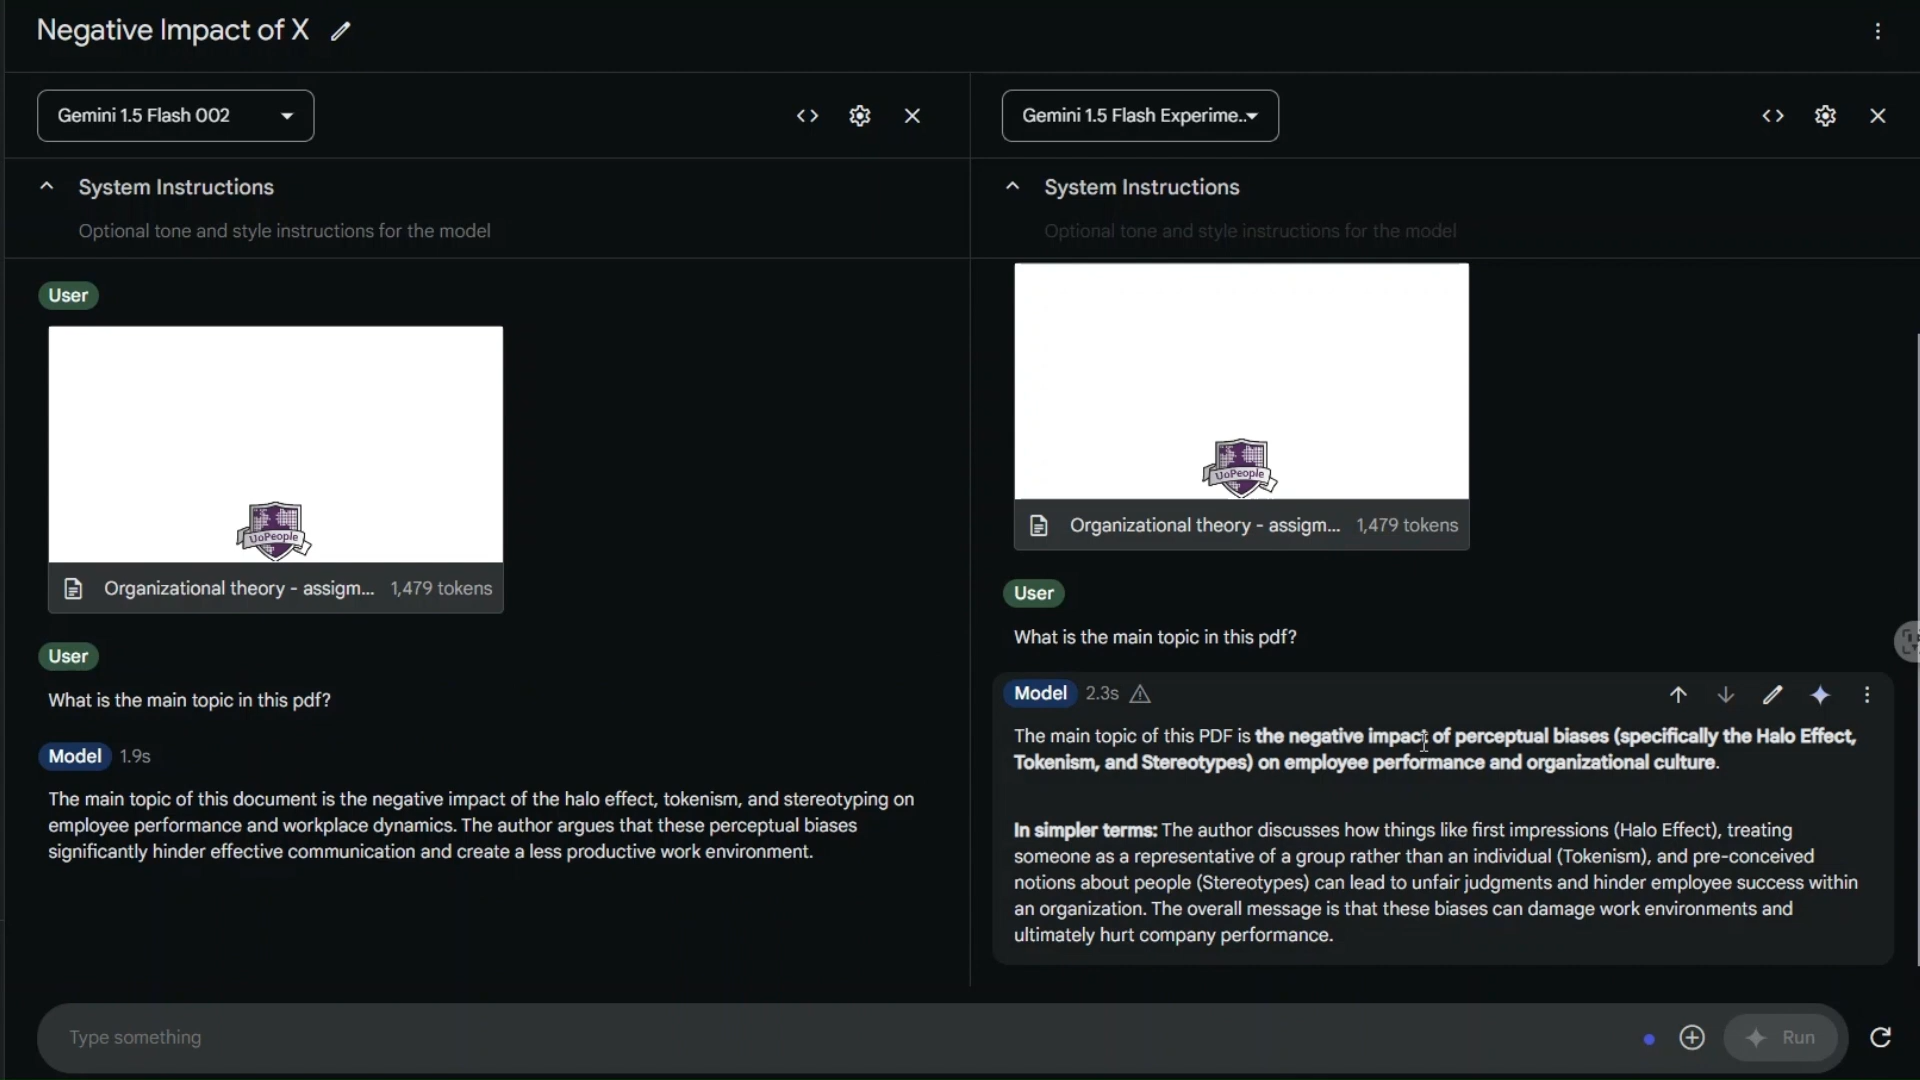 Negative Impact of X
Gemini 1.5 Flash 002
System Instructions
Optional tone and style instructions for the model
User
UoPeople
Organizational theory - assigm... 1,479 tokens
User
What is the main topic in this pdf?
Model 1.9s
The main topic of this document is the negative impact of the halo effect, tokenism, and stereotyping on
employee performance and workplace dynamics. The author argues that these perceptual biases
significantly hinder effective communication and create a less productive work environment.
Gemini 1.5 Flash Experime..
System Instructions
Optional tone and style instructions for the model
UoPeople
Organizational theory - assigm... 1,479 tokens
User
What is the main topic in this pdf?
Model 2.3s
The main topic of this PDF is the negative impact of perceptual biases (specifically the Halo Effect,
Tokenism, and Stereotypes) on employee performance and organizational culture.
In simpler terms: The author discusses how things like first impressions (Halo Effect), treating
someone as a representative of a group rather than an individual (Tokenism), and pre-conceived
notions about people (Stereotypes) can lead to unfair judgments and hinder employee success within
an organization. The overall message is that these biases can damage work environments and
ultimately hurt company performance.
Type something
Run